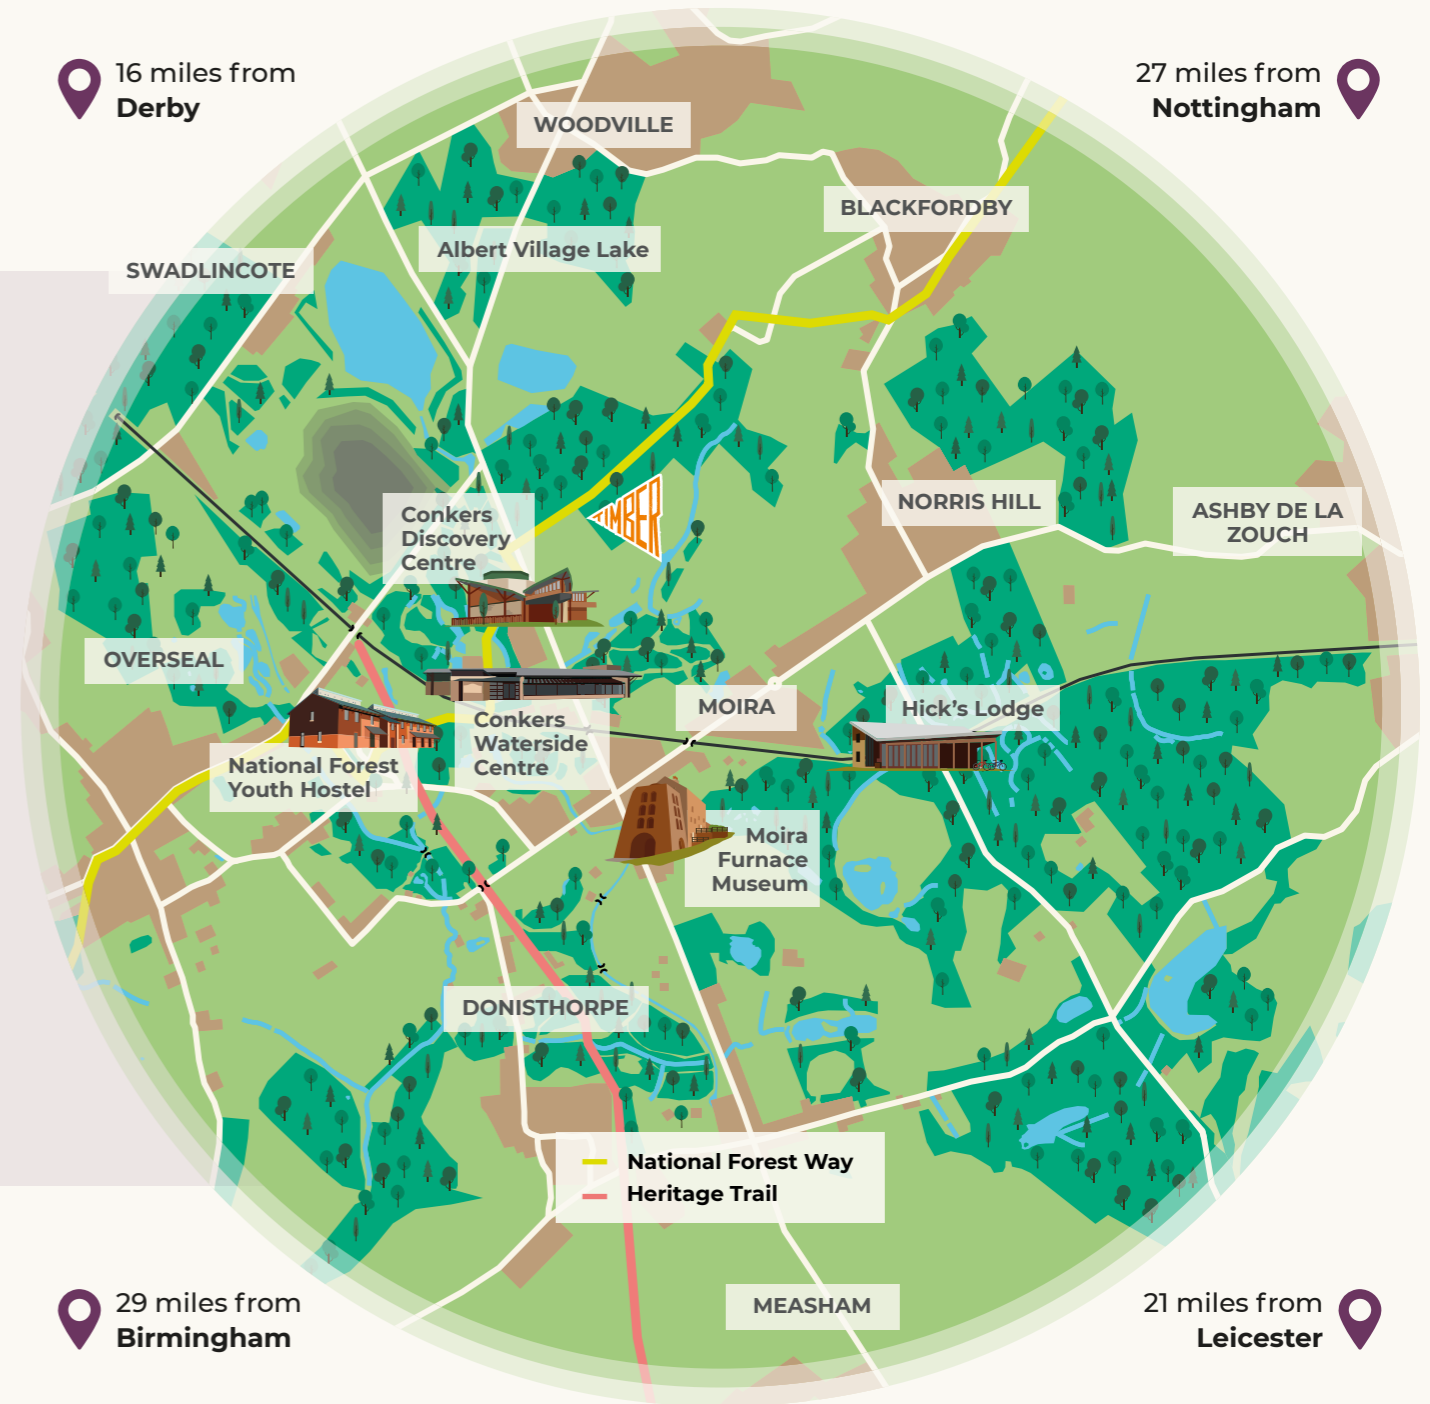 16 miles from
Derby
27 miles from
Nottingham
WOODVILLE
BLACKFORDBY
Albert Village Lake
SWADLINCOTE
TIMBER
Conkers
Discovery
Centre
NORRIS HILL
ASHBY DE LA
ZOUCH
OVERSEAL
MOIRA
Hick's Lodge
Conkers
Waterside
Centre
National Forest
Youth Hostel
Moira
Furnace
Museum
DONISTHORPE
National Forest Way
Heritage Trail
MEASHAM
29 miles from
Birmingham
21 miles from
Leicester